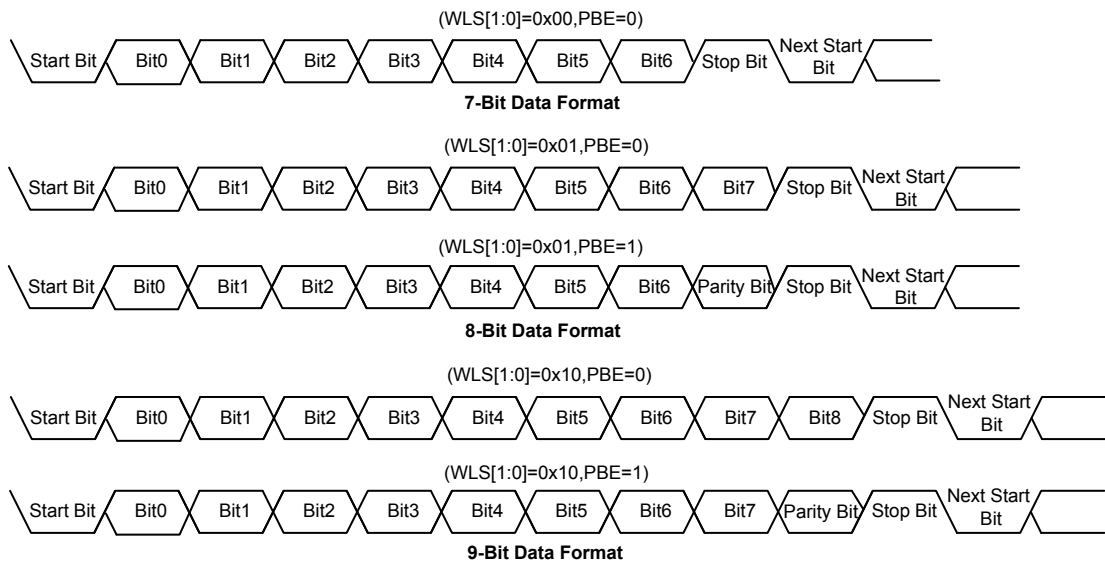 (WLS[1:0]=0x00,PBE=0)
Start Bit Bit0 Bit1 Bit2 Bit3 Bit4 Bit5 Bit6 Stop Bit Next Start Bit
7-Bit Data Format
(WLS[1:0]=0x01,PBE=0)
Start Bit Bit0 Bit1 Bit2 Bit3 Bit4 Bit5 Bit6 Bit7 Stop Bit Next Start Bit
(WLS[1:0]=0x01,PBE=1)
Start Bit Bit0 Bit1 Bit2 Bit3 Bit4 Bit5 Bit6 Parity Bit Stop Bit Next Start Bit
8-Bit Data Format
(WLS[1:0]=0x10,PBE=0)
Start Bit Bit0 Bit1 Bit2 Bit3 Bit4 Bit5 Bit6 Bit7 Bit8 Stop Bit Next Start Bit
(WLS[1:0]=0x10,PBE=1)
Start Bit Bit0 Bit1 Bit2 Bit3 Bit4 Bit5 Bit6 Bit7 Parity Bit Stop Bit Next Start Bit
9-Bit Data Format